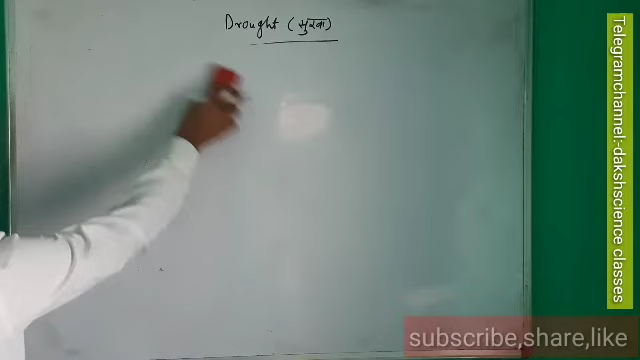 Drought (सुखा)
Telegramchannel:-dakshscience classes
subscribe,share,like